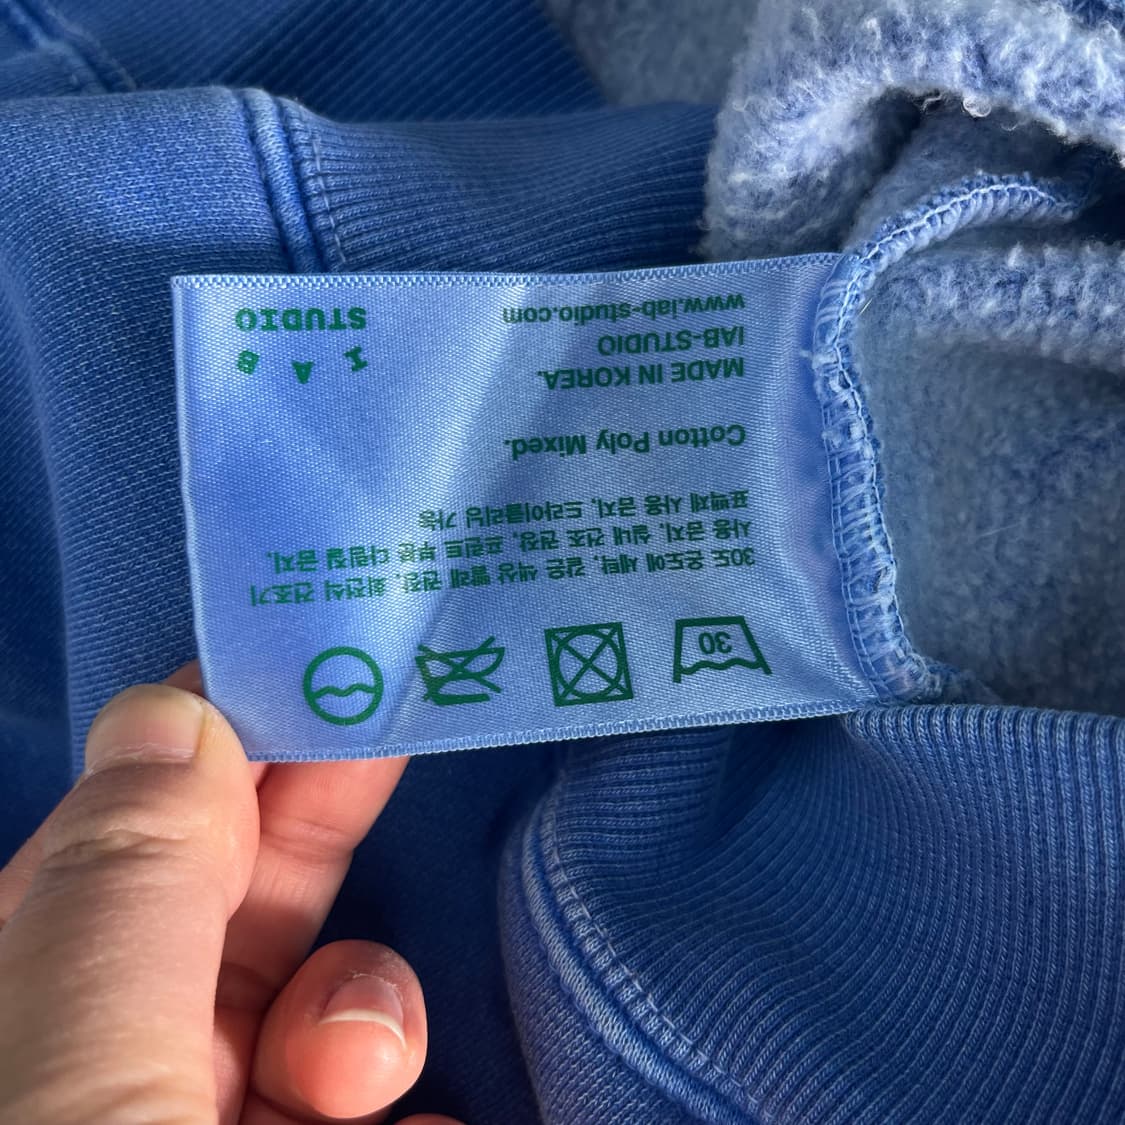 30
30도 온도에 세탁, 같은 색상 빨래 권장, 회전식 건조기
사용 금지, 실내 건조 권장, 프린트 부분 다림질 금지,
표백제 사용 금지, 드라이클리닝 가능
Cotton Poly Mixed.
MADE IN KOREA.
IAB-STUDIO
www.iab-studio.com
I A B
STUDIO